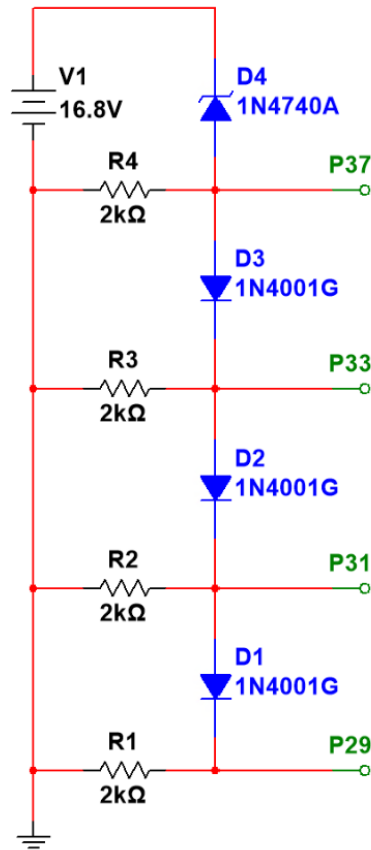 V1
16.8V
D4
1N4740A
R4
2kΩ
P37
D3
1N4001G
R3
2kΩ
P33
D2
1N4001G
R2
2kΩ
P31
D1
1N4001G
R1
2kΩ
P29